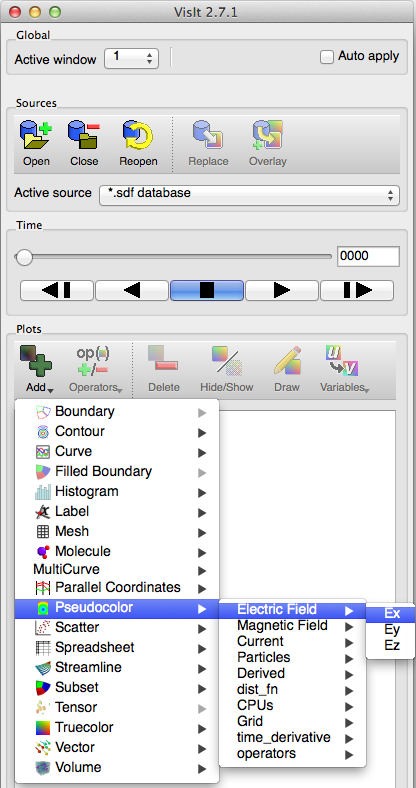 VisIt 2.7.1
Global
Active window 1 Auto apply
Sources
Open Close Reopen Replace Overlay
Active source *.sdf database
Time
0000
Plots
op() +/-
u v
Add Operators Delete Hide/Show Draw Variables
Boundary
Contour
Curve
Filled Boundary
Histogram
Label
Mesh
Molecule
MultiCurve
Parallel Coordinates
Pseudocolor Electric Field Ex
Scatter Magnetic Field Ey
Spreadsheet Current Ez
Streamline Particles
Subset Derived
Tensor dist_fn
Truecolor CPUs
Vector Grid
Volume time_derivative
operators